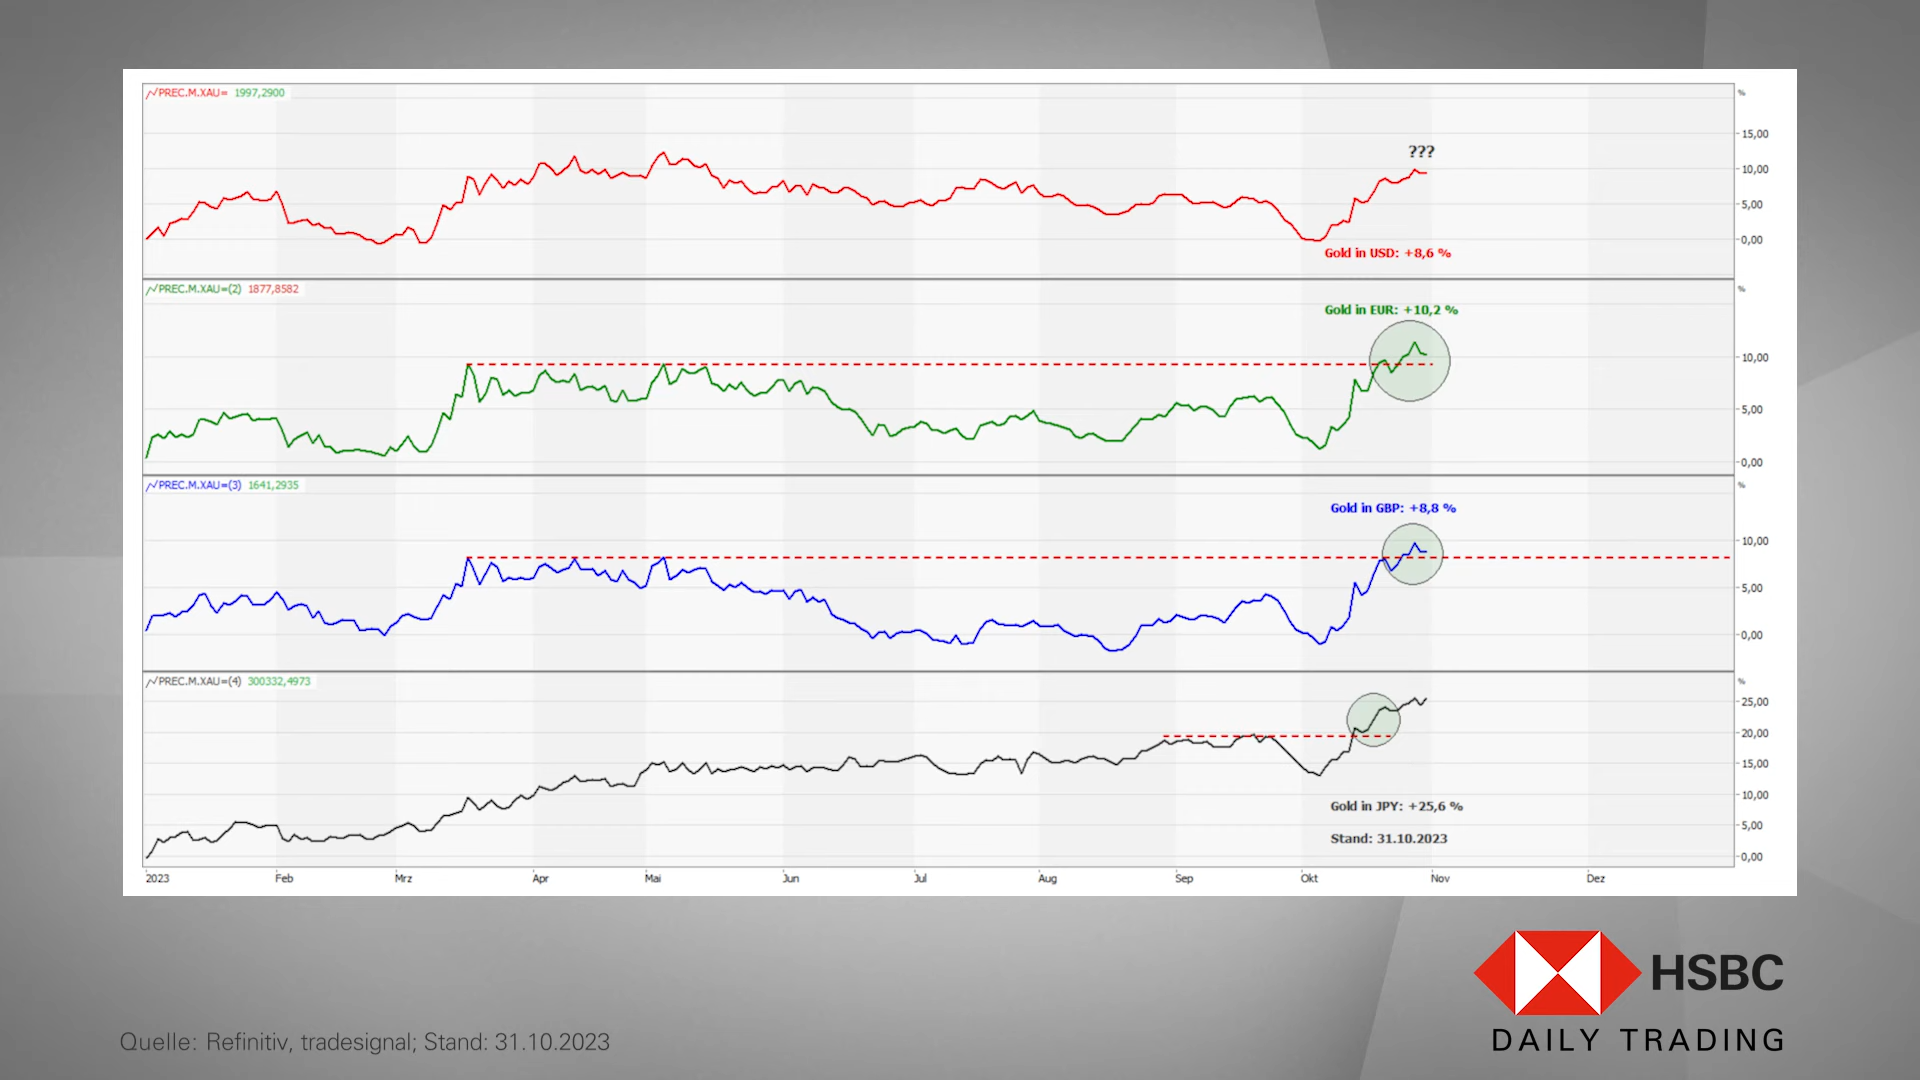 PREC.M.XAU= 1997,2900
%
15,00
???
10,00
5,00
0,00
Gold in USD: +8,6 %
PREC.M.XAU=(2) 1877,8582
%
Gold in EUR: +10,2 %
10,00
5,00
0,00
PREC.M.XAU=(3) 1641,2935
%
Gold in GBP: +8,8 %
10,00
5,00
0,00
PREC.M.XAU=(4) 300332,4973
%
25,00
20,00
15,00
10,00
Gold in JPY: +25,6 %
5,00
Stand: 31.10.2023
0,00
2023 Feb Mrz Apr Mai Jun Jul Aug Sep Okt Nov Dez
HSBC
DAILY TRADING
Quelle: Refinitiv, tradesignal; Stand: 31.10.2023